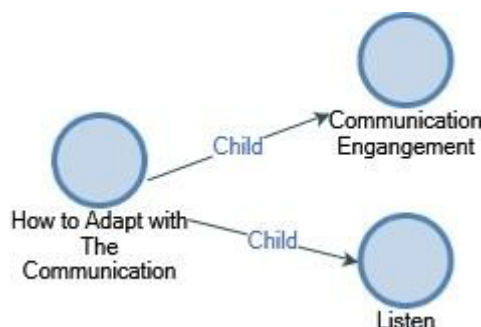 Communication
Engangement
Child
How to Adapt with
The
Communication
Child
Listen